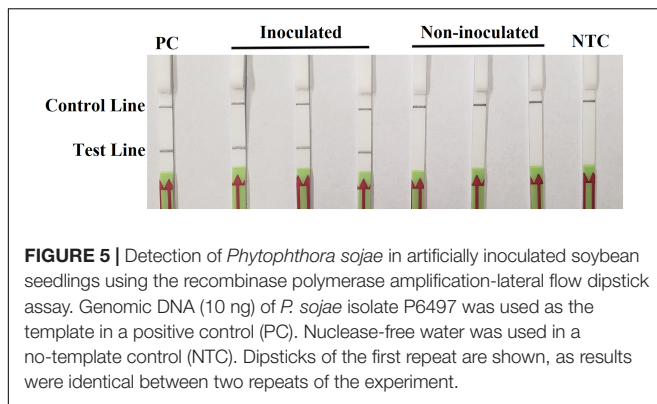 PC Inoculated Non-inoculated NTC
Control Line
Test Line
FIGURE 5 | Detection of Phytophthora sojae in artificially inoculated soybean
seedlings using the recombinase polymerase amplification-lateral flow dipstick
assay. Genomic DNA (10 ng) of P. sojae isolate P6497 was used as the
template in a positive control (PC). Nuclease-free water was used in a
no-template control (NTC). Dipsticks of the first repeat are shown, as results
were identical between two repeats of the experiment.